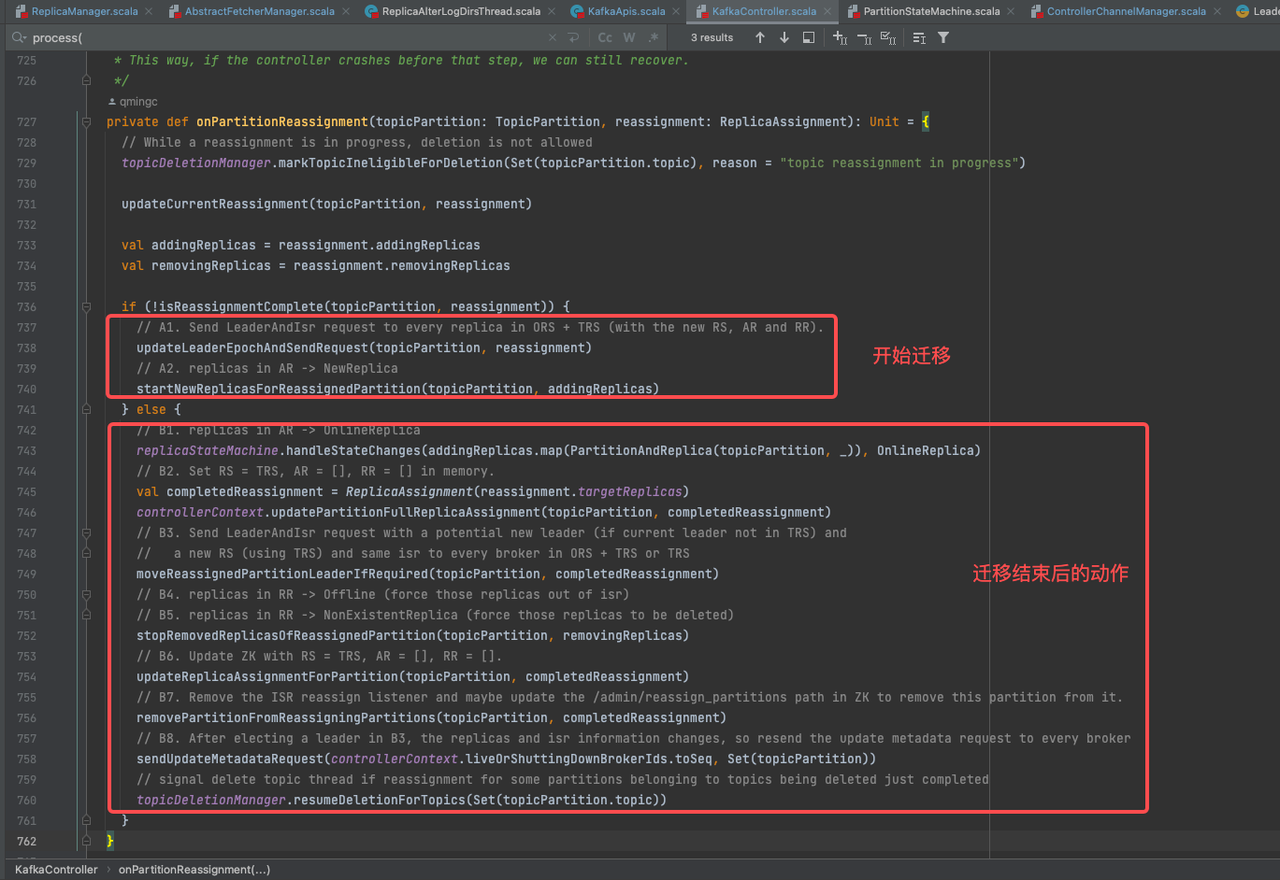 ReplicaManager.scala AbstractFetcherManager.scala ReplicaAlterLogDirsThread.scala KafkaApis.scala KafkaController.scala PartitionStateMachine.scala ControllerChannelManager.scala Leade
process( Cc W .* 3 results
725 * This way, if the controller crashes before that step, we can still recover.
726 */
qmingc
727 private def onPartitionReassignment(topicPartition: TopicPartition, reassignment: ReplicaAssignment): Unit = {
728 // While a reassignment is in progress, deletion is not allowed
729 topicDeletionManager.markTopicIneligibleForDeletion(Set(topicPartition.topic), reason = "topic reassignment in progress")
730
731 updateCurrentReassignment(topicPartition, reassignment)
732
733 val addingReplicas = reassignment.addingReplicas
734 val removingReplicas = reassignment.removingReplicas
735
736 if (!isReassignmentComplete(topicPartition, reassignment)) {
737 // A1. Send LeaderAndIsr request to every replica in ORS + TRS (with the new RS, AR and RR).
738 updateLeaderEpochAndSendRequest(topicPartition, reassignment)
开始迁移
739 // A2. replicas in AR -> NewReplica
740 startNewReplicasForReassignedPartition(topicPartition, addingReplicas)
741 } else {
742 // B1. replicas in AR -> OnlineReplica
743 replicaStateMachine.handleStateChanges(addingReplicas.map(PartitionAndReplica(topicPartition, _)), OnlineReplica)
744 // B2. Set RS = TRS, AR = [], RR = [] in memory.
745 val completedReassignment = ReplicaAssignment(reassignment.targetReplicas)
746 controllerContext.updatePartitionFullReplicaAssignment(topicPartition, completedReassignment)
747 // B3. Send LeaderAndIsr request with a potential new leader (if current leader not in TRS) and
748 // a new RS (using TRS) and same isr to every broker in ORS + TRS or TRS
749 moveReassignedPartitionLeaderIfRequired(topicPartition, completedReassignment)
迁移结束后的动作
750 // B4. replicas in RR -> Offline (force those replicas out of isr)
751 // B5. replicas in RR -> NonExistentReplica (force those replicas to be deleted)
752 stopRemovedReplicasOfReassignedPartition(topicPartition, removingReplicas)
753 // B6. Update ZK with RS = TRS, AR = [], RR = [].
754 updateReplicaAssignmentForPartition(topicPartition, completedReassignment)
755 // B7. Remove the ISR reassign listener and maybe update the /admin/reassign_partitions path in ZK to remove this partition from it.
756 removePartitionFromReassigningPartitions(topicPartition, completedReassignment)
757 // B8. After electing a leader in B3, the replicas and isr information changes, so resend the update metadata request to every broker
758 sendUpdateMetadataRequest(controllerContext.liveOrShuttingDownBrokerIds.toSeq, Set(topicPartition))
759 // signal delete topic thread if reassignment for some partitions belonging to topics being deleted just completed
760 topicDeletionManager.resumeDeletionForTopics(Set(topicPartition.topic))
761 }
762 }
KafkaController › onPartitionReassignment(...)